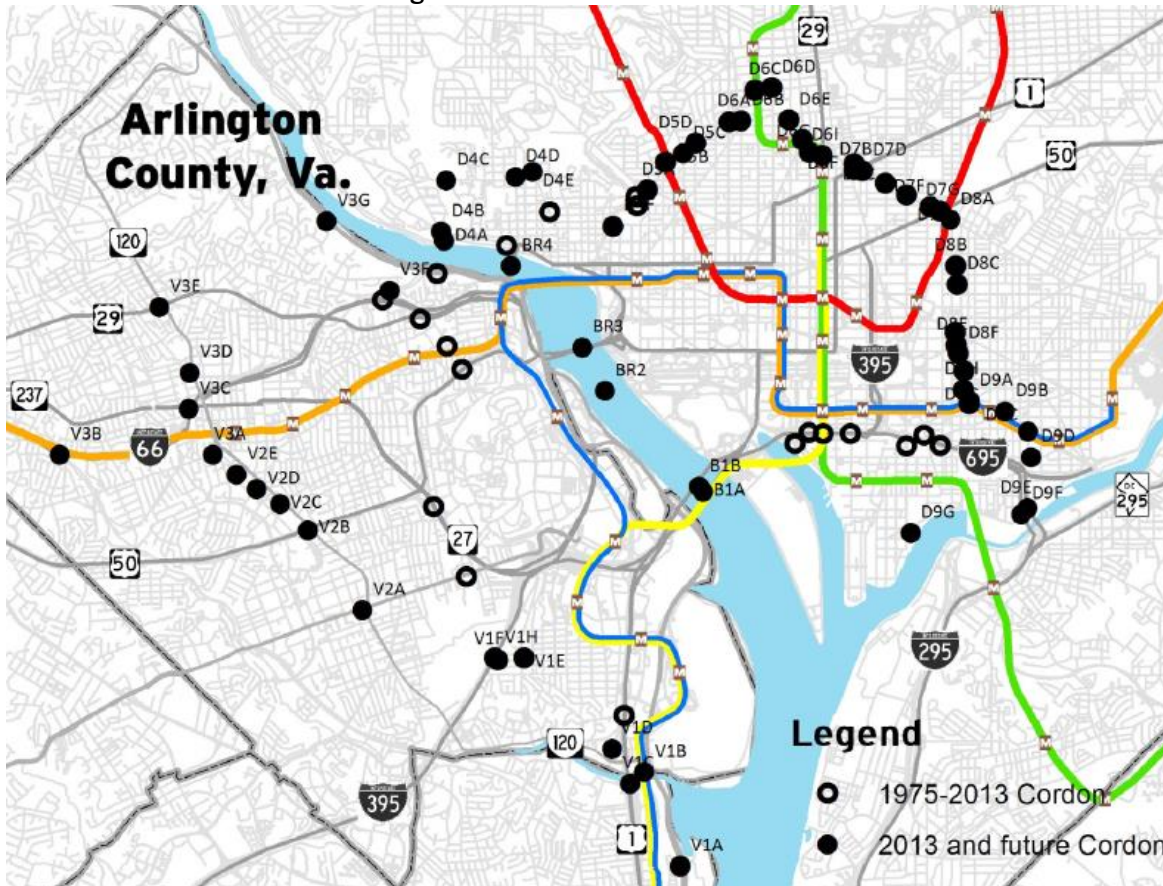 29
D6C D6D
D6A D6B D6E
1
D5D D5C
D6I
50
Arlington
County, Va.
D7B D7D
D4C D4D
D4E
D7F D7G
D8A
V3G
120
D4B
D4A
BR4
D8B
D8C
V3F
V3E
29
BR3
D8F
395
V3D
BR2
D9A
D9B
237
V3C
V3B
66
V3A
D9D
695
V2E
V2D
B1B
B1A
D9E D9F
DC
295
V2C
V2B
27
D9G
50
V2A
V1F V1H
V1E
295
V1D
Legend
120
V1B
1975-2013 Cordon
395
1
2013 and future Cordon
V1A